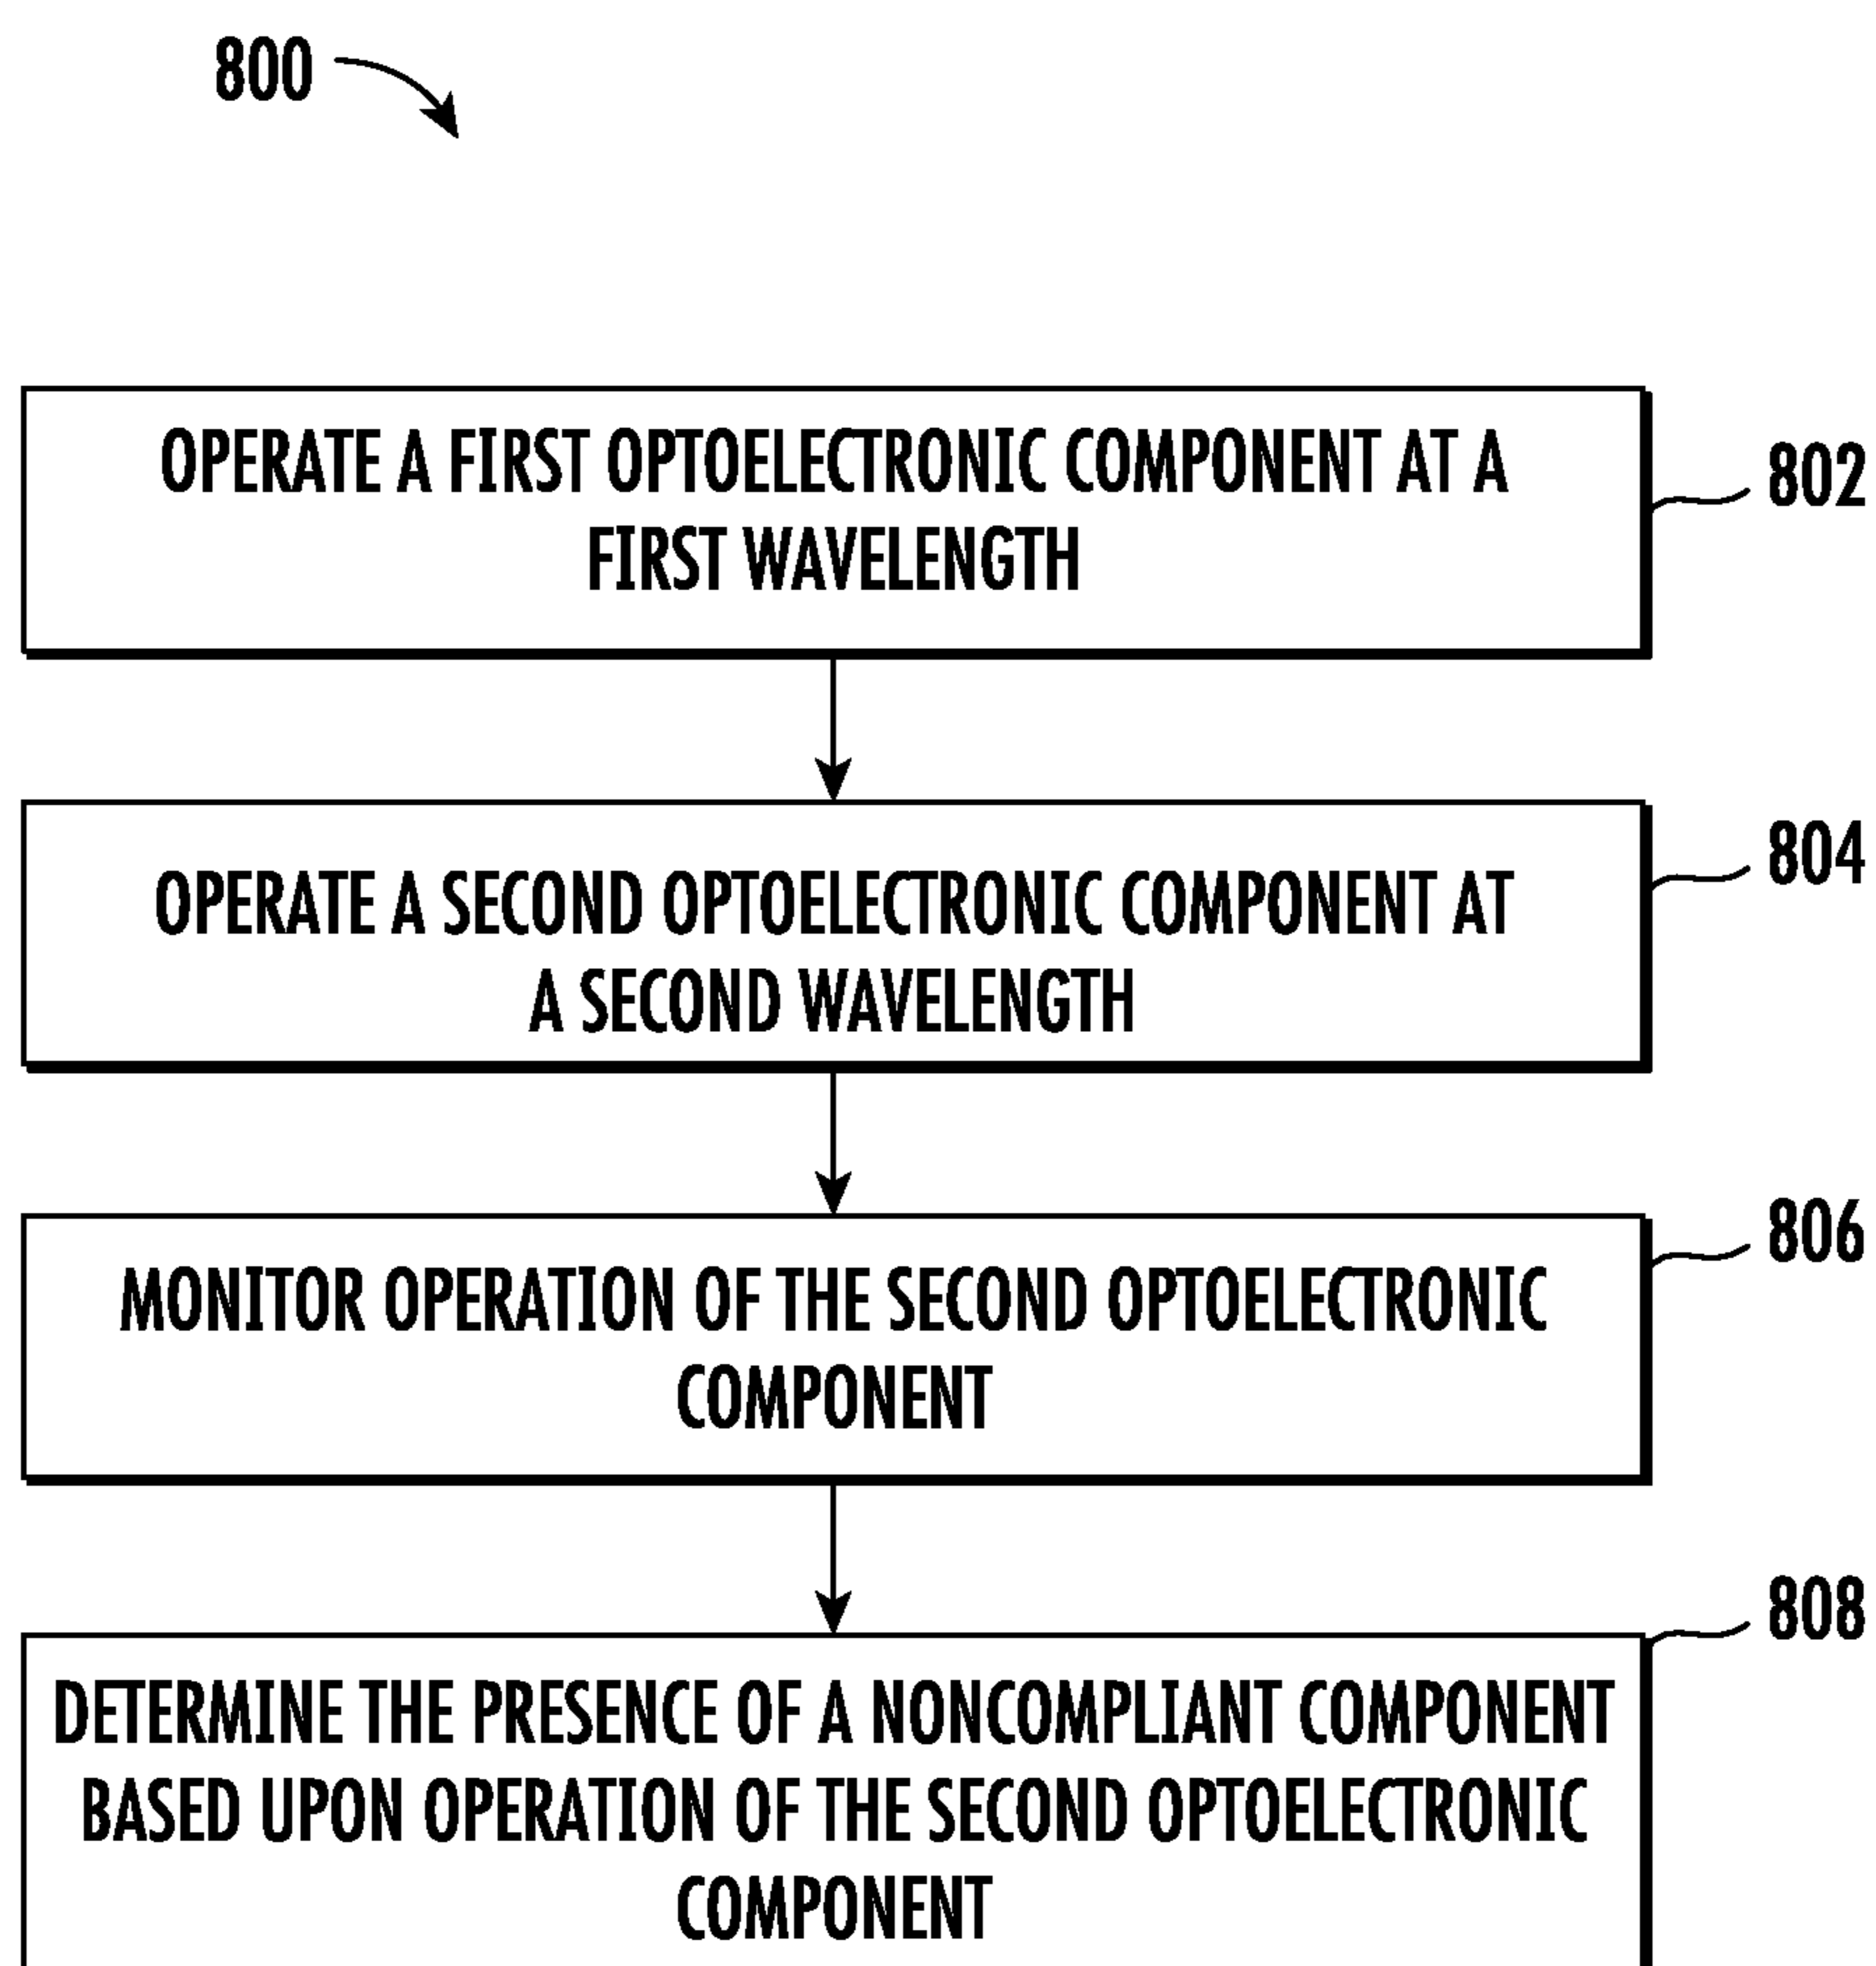 800
OPERATE A FIRST OPTOELECTRONIC COMPONENT AT A
FIRST WAVELENGTH
802
OPERATE A SECOND OPTOELECTRONIC COMPONENT AT
A SECOND WAVELENGTH
804
MONITOR OPERATION OF THE SECOND OPTOELECTRONIC
COMPONENT
806
DETERMINE THE PRESENCE OF A NONCOMPLIANT COMPONENT
BASED UPON OPERATION OF THE SECOND OPTOELECTRONIC
COMPONENT
808